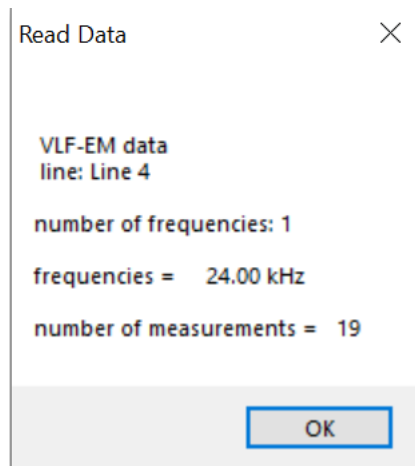 Read Data
VLF-EM data
line: Line 4
number of frequencies: 1
frequencies = 24.00 kHz
number of measurements = 19
OK